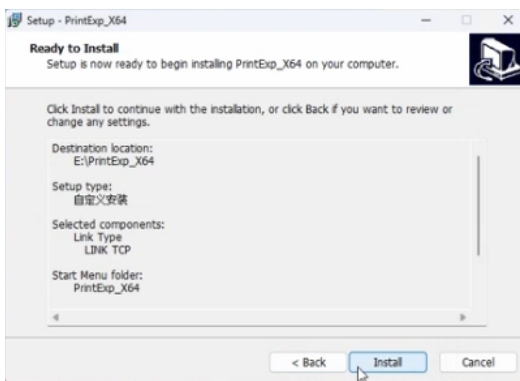 Setup - PrintExp_X64
Ready to Install
Setup is now ready to begin installing PrintExp_X64 on your computer.
Click Install to continue with the installation, or click Back if you want to review or
change any settings.
Destination location:
E:\PrintExp_X64
Setup type:
自定义安装
Selected components:
Link Type
LINK TCP
Start Menu folder:
PrintExp_X64
< Back
Install
Cancel